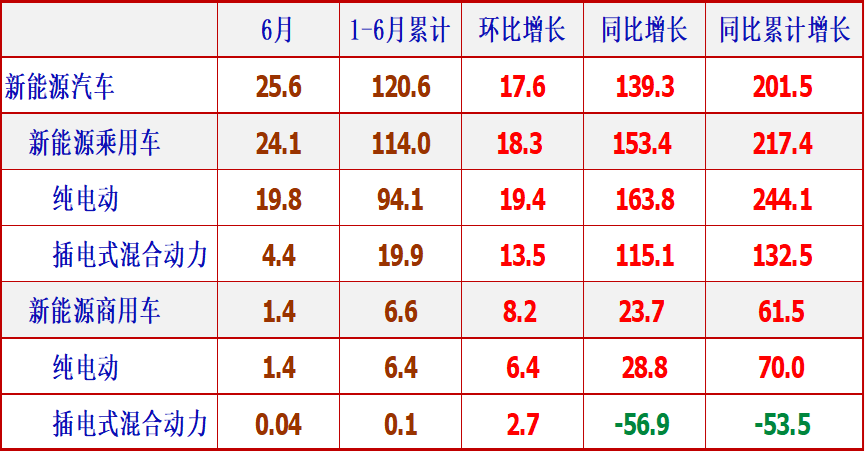 6月 1-6月累计 环比增长 同比增长 同比累计增长
新能源汽车 25.6 120.6 17.6 139.3 201.5
新能源乘用车 24.1 114.0 18.3 153.4 217.4
纯电动 19.8 94.1 19.4 163.8 244.1
插电式混合动力 4.4 19.9 13.5 115.1 132.5
新能源商用车 1.4 6.6 8.2 23.7 61.5
纯电动 1.4 6.4 6.4 28.8 70.0
插电式混合动力 0.04 0.1 2.7 -56.9 -53.5